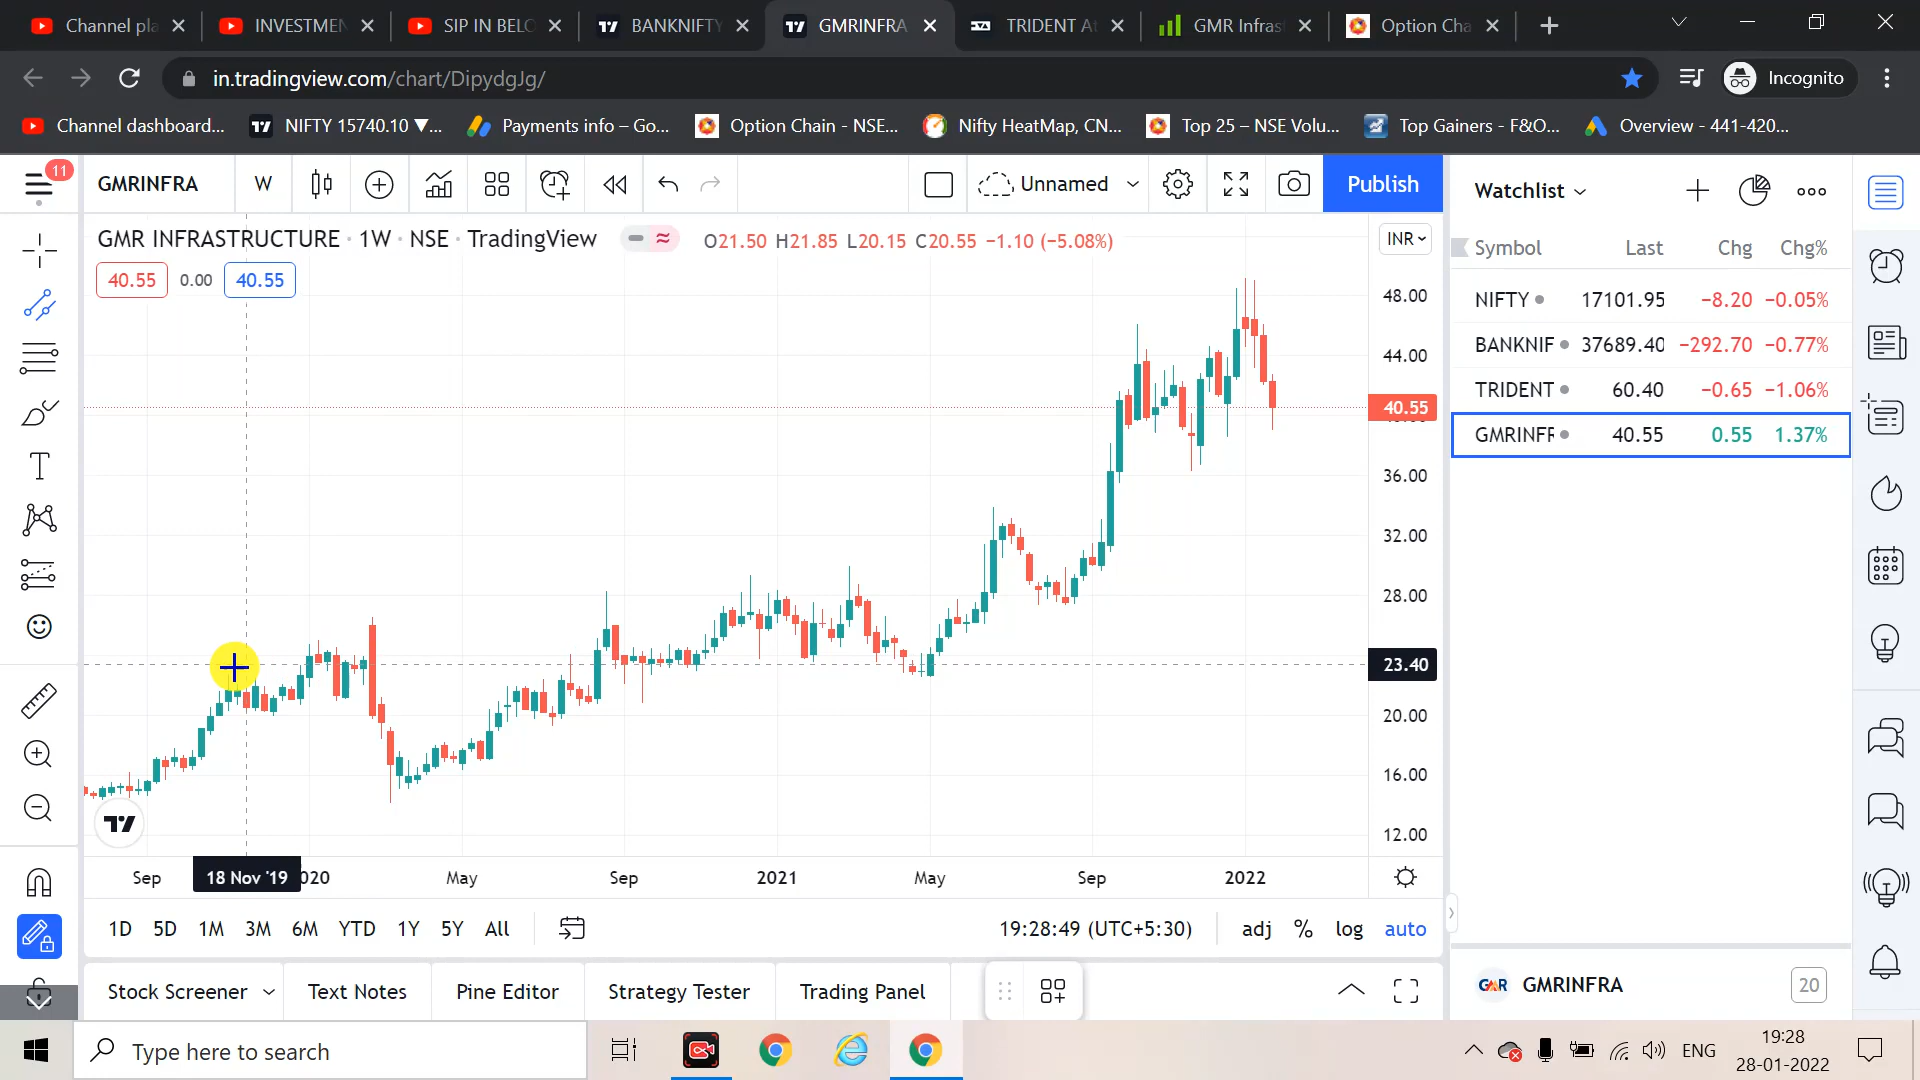 Channel pla
INVESTMEN
SIP IN BELO
BANKNIFTY
GMRINFRA
TRIDENT At
GMR Infras
Option Cha
in.tradingview.com/chart/DipydgJg/
Incognito
Channel dashboard...
NIFTY 15740.10 ▼...
Payments info – Go...
Option Chain - NSE...
Nifty HeatMap, CN...
Top 25 – NSE Volu...
Top Gainers - F&O...
Overview - 441-420...
11
GMRINFRA
W
Unnamed
Publish
GMR INFRASTRUCTURE · 1W · NSE · TradingView
O21.50 H21.85 L20.15 C20.55 −1.10 (−5.08%)
INR
40.55 0.00 40.55
48.00
44.00
40.55
36.00
32.00
28.00
23.40
20.00
16.00
12.00
Sep
18 Nov '19
020
May
Sep
2021
May
Sep
2022
1D 5D 1M 3M 6M YTD 1Y 5Y All
19:28:49 (UTC+5:30)
adj % log auto
Stock Screener
Text Notes
Pine Editor
Strategy Tester
Trading Panel
Watchlist
Symbol Last Chg Chg%
NIFTY 17101.95 −8.20 −0.05%
BANKNIF 37689.40 −292.70 −0.77%
TRIDENT 60.40 −0.65 −1.06%
GMRINFR 40.55 0.55 1.37%
GMR GMRINFRA 20
Type here to search
ENG
19:28
28-01-2022